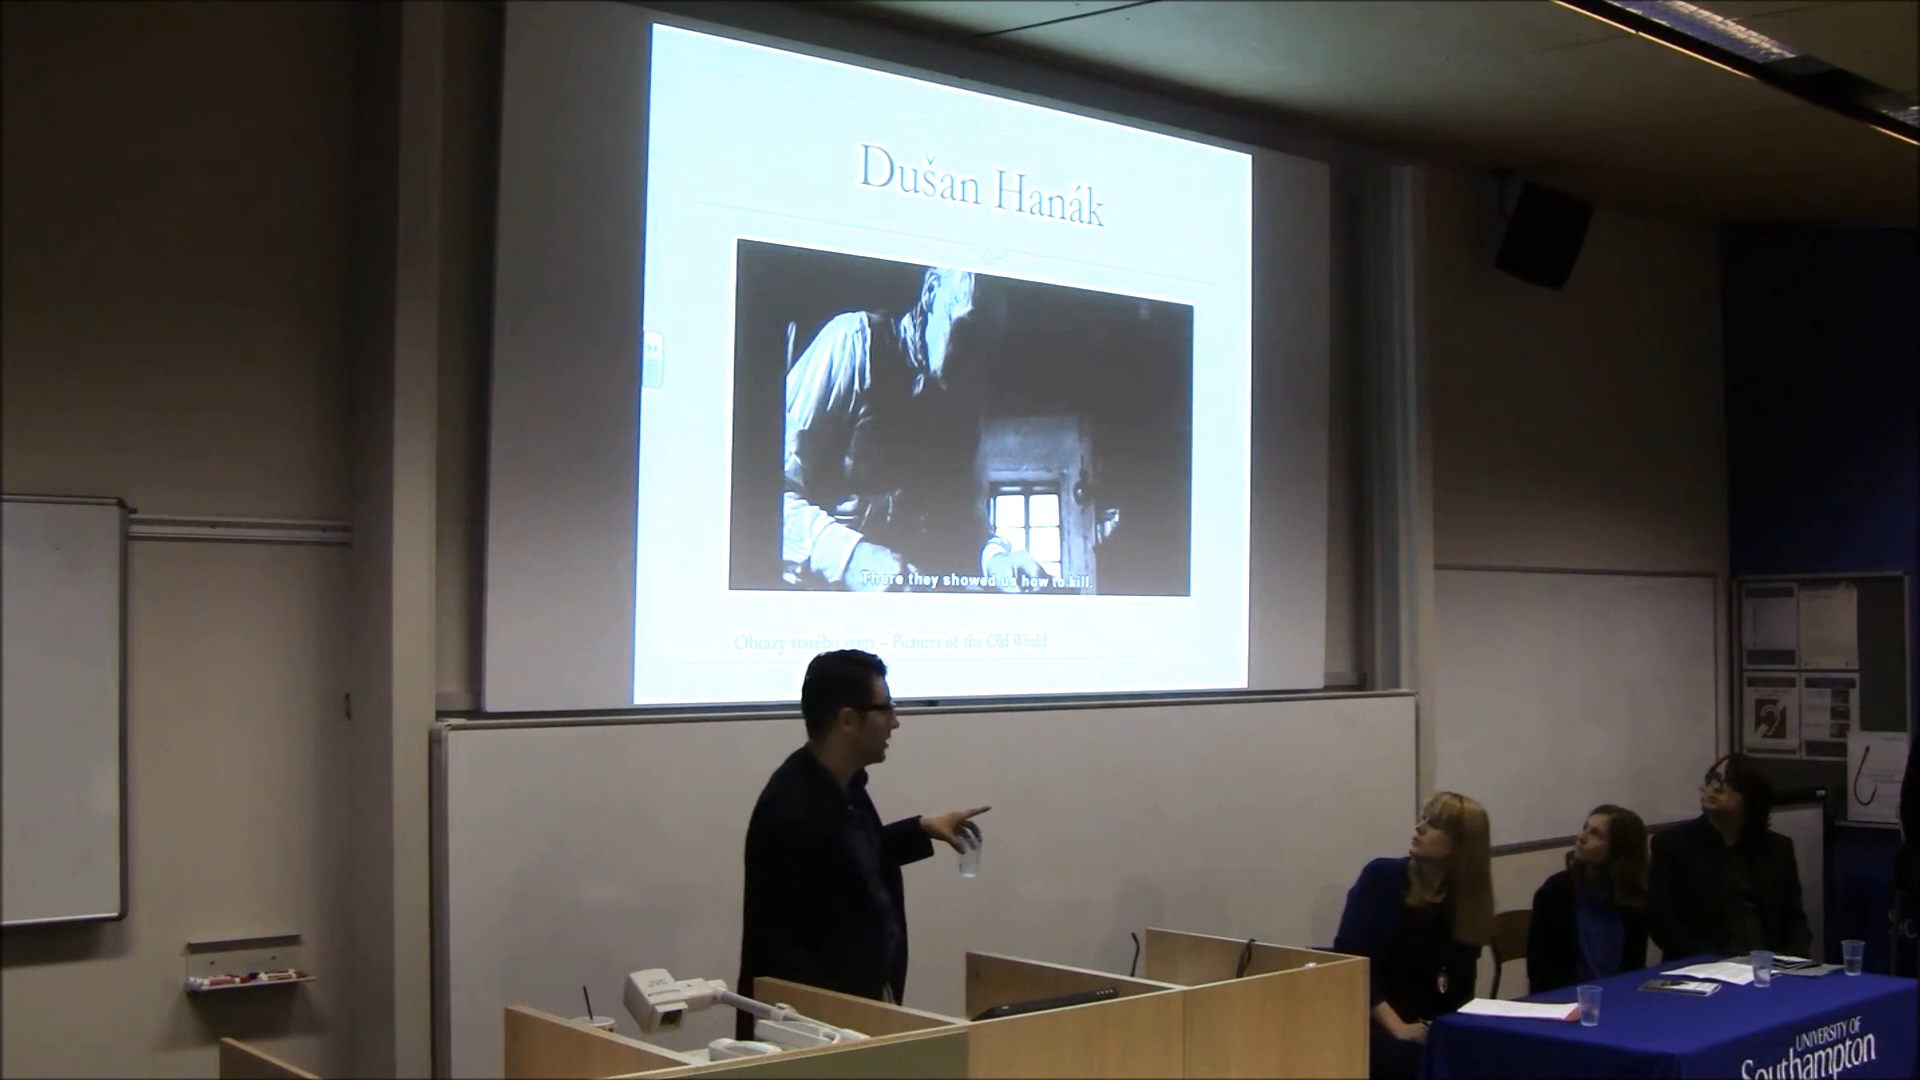 Dušan Hanák
There they showed us how to kill.
Obrazy starého sveta – Pictures of the Old World
UNIVERSITY OF
Southampton